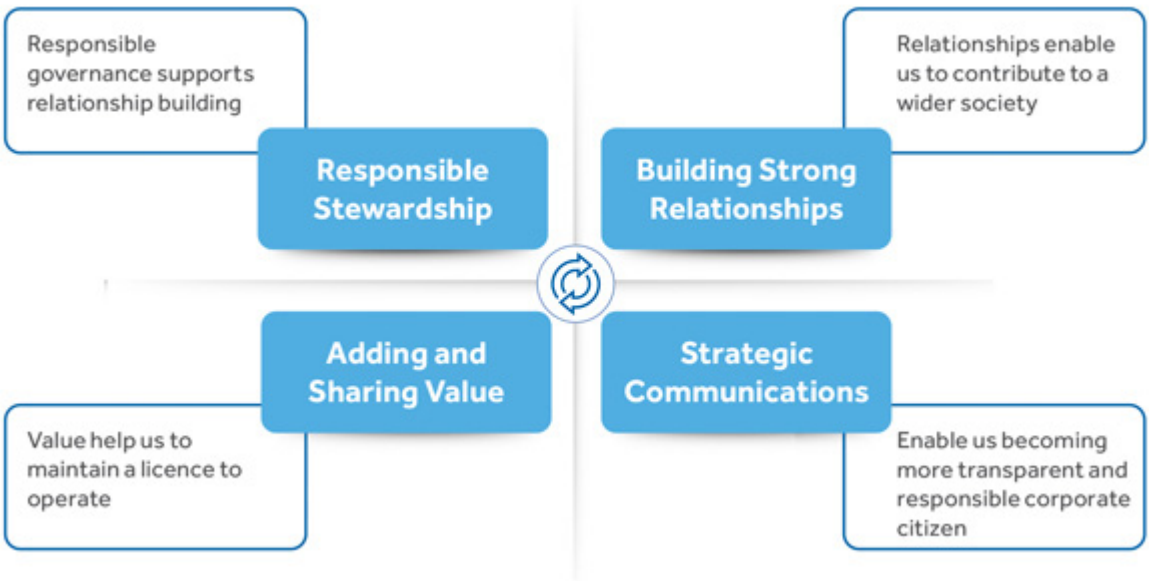 Responsible
governance supports
relationship building
Responsible
Stewardship
Relationships enable
us to contribute to a
wider society
Building Strong
Relationships
Adding and
Sharing Value
Value help us to
maintain a licence to
operate
Strategic
Communications
Enable us becoming
more transparent and
responsible corporate
citizen